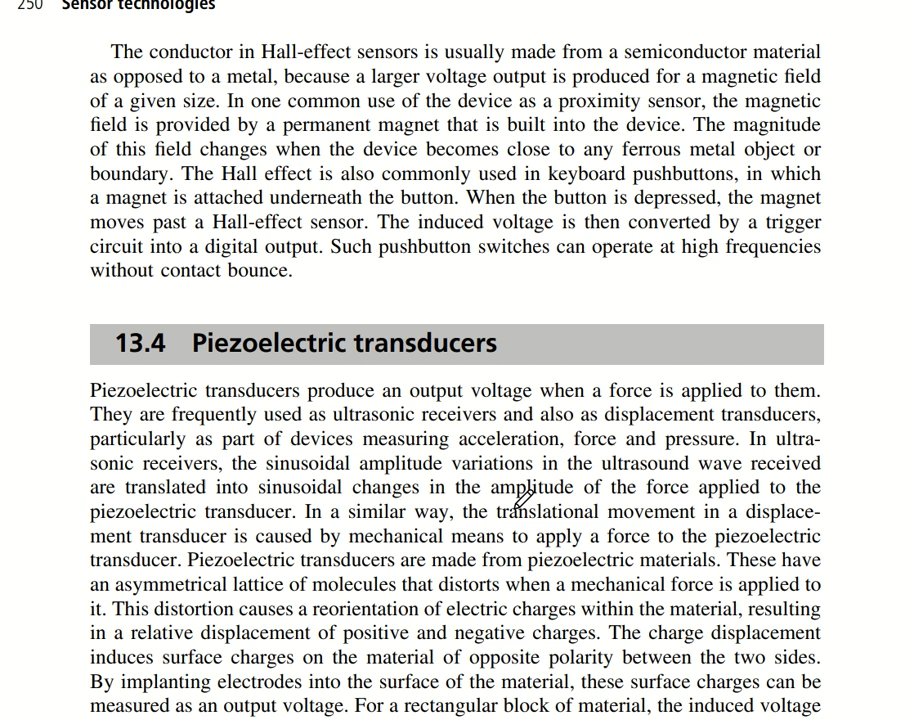 250 Sensor technologies
The conductor in Hall-effect sensors is usually made from a semiconductor material
as opposed to a metal, because a larger voltage output is produced for a magnetic field
of a given size. In one common use of the device as a proximity sensor, the magnetic
field is provided by a permanent magnet that is built into the device. The magnitude
of this field changes when the device becomes close to any ferrous metal object or
boundary. The Hall effect is also commonly used in keyboard pushbuttons, in which
a magnet is attached underneath the button. When the button is depressed, the magnet
moves past a Hall-effect sensor. The induced voltage is then converted by a trigger
circuit into a digital output. Such pushbutton switches can operate at high frequencies
without contact bounce.
13.4 Piezoelectric transducers
Piezoelectric transducers produce an output voltage when a force is applied to them.
They are frequently used as ultrasonic receivers and also as displacement transducers,
particularly as part of devices measuring acceleration, force and pressure. In ultra-
sonic receivers, the sinusoidal amplitude variations in the ultrasound wave received
are translated into sinusoidal changes in the amplitude of the force applied to the
piezoelectric transducer. In a similar way, the translational movement in a displace-
ment transducer is caused by mechanical means to apply a force to the piezoelectric
transducer. Piezoelectric transducers are made from piezoelectric materials. These have
an asymmetrical lattice of molecules that distorts when a mechanical force is applied to
it. This distortion causes a reorientation of electric charges within the material, resulting
in a relative displacement of positive and negative charges. The charge displacement
induces surface charges on the material of opposite polarity between the two sides.
By implanting electrodes into the surface of the material, these surface charges can be
measured as an output voltage. For a rectangular block of material, the induced voltage